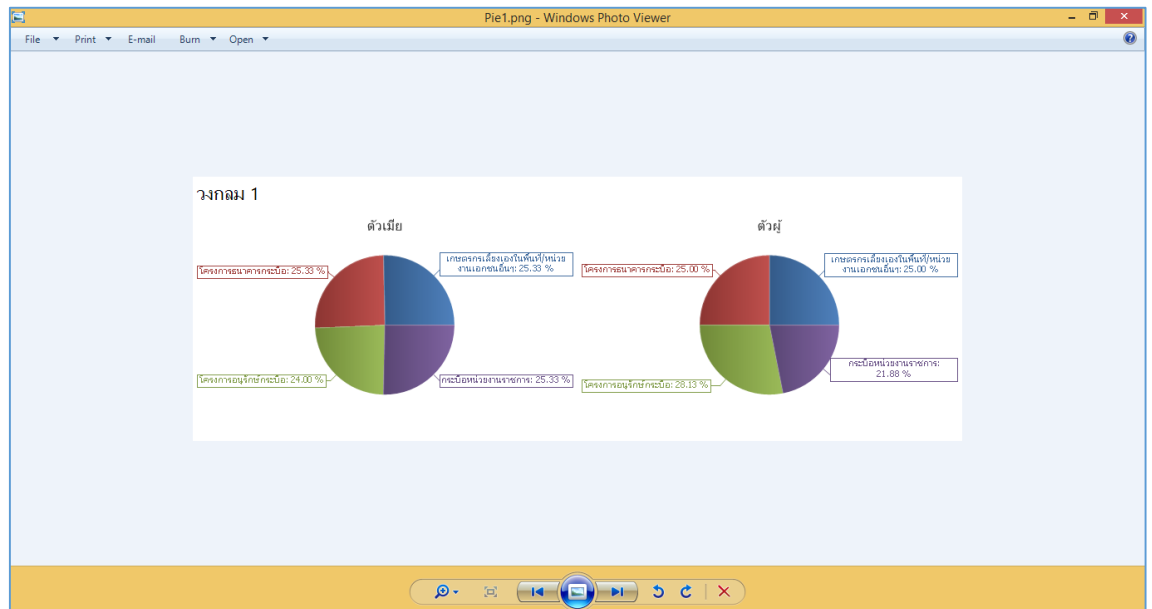 Pie1.png - Windows Photo Viewer
File Print E-mail Burn Open
วงกลม 1
ตัวเมีย
เกษตรกรเลี้ยงเองในพื้นที่/หน่วย
งานเอกชนอื่นๆ: 25.33 %
โครงการธนาคารกระบือ: 25.33 %
โครงการอนุรักษ์กระบือ: 24.00 %
กระบือหน่วยงานราชการ: 25.33 %
ตัวผู้
เกษตรกรเลี้ยงเองในพื้นที่/หน่วย
งานเอกชนอื่นๆ: 25.00 %
โครงการธนาคารกระบือ: 25.00 %
โครงการอนุรักษ์กระบือ: 28.13 %
กระบือหน่วยงานราชการ:
21.88 %